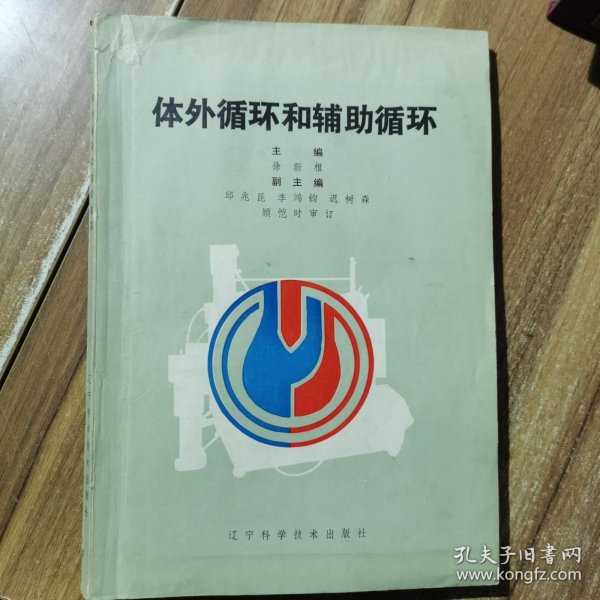 体外循环和辅助循环
主编
徐新根
副主编
邱兆昆 李鸿钧 迟树森
顾恺时审订
辽宁科学技术出版社
孔夫子旧书网
www.kongfz.com